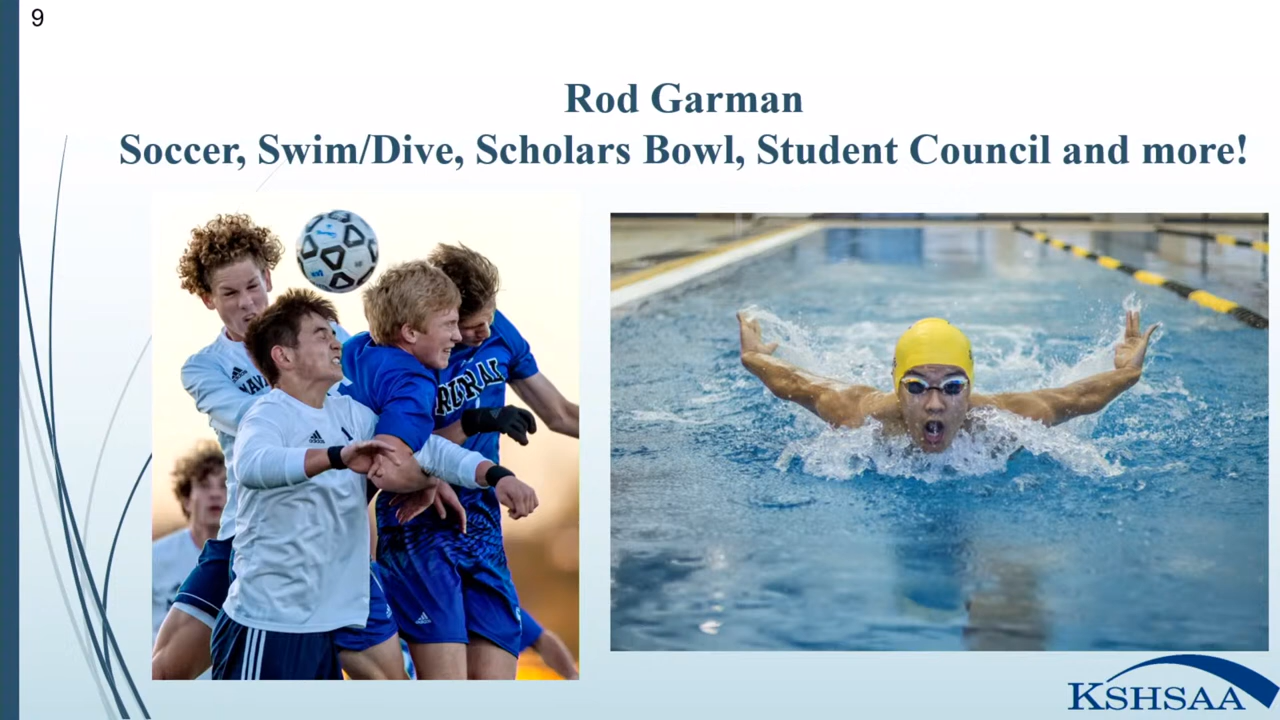 9
Rod Garman
Soccer, Swim/Dive, Scholars Bowl, Student Council and more!
KSHSAA